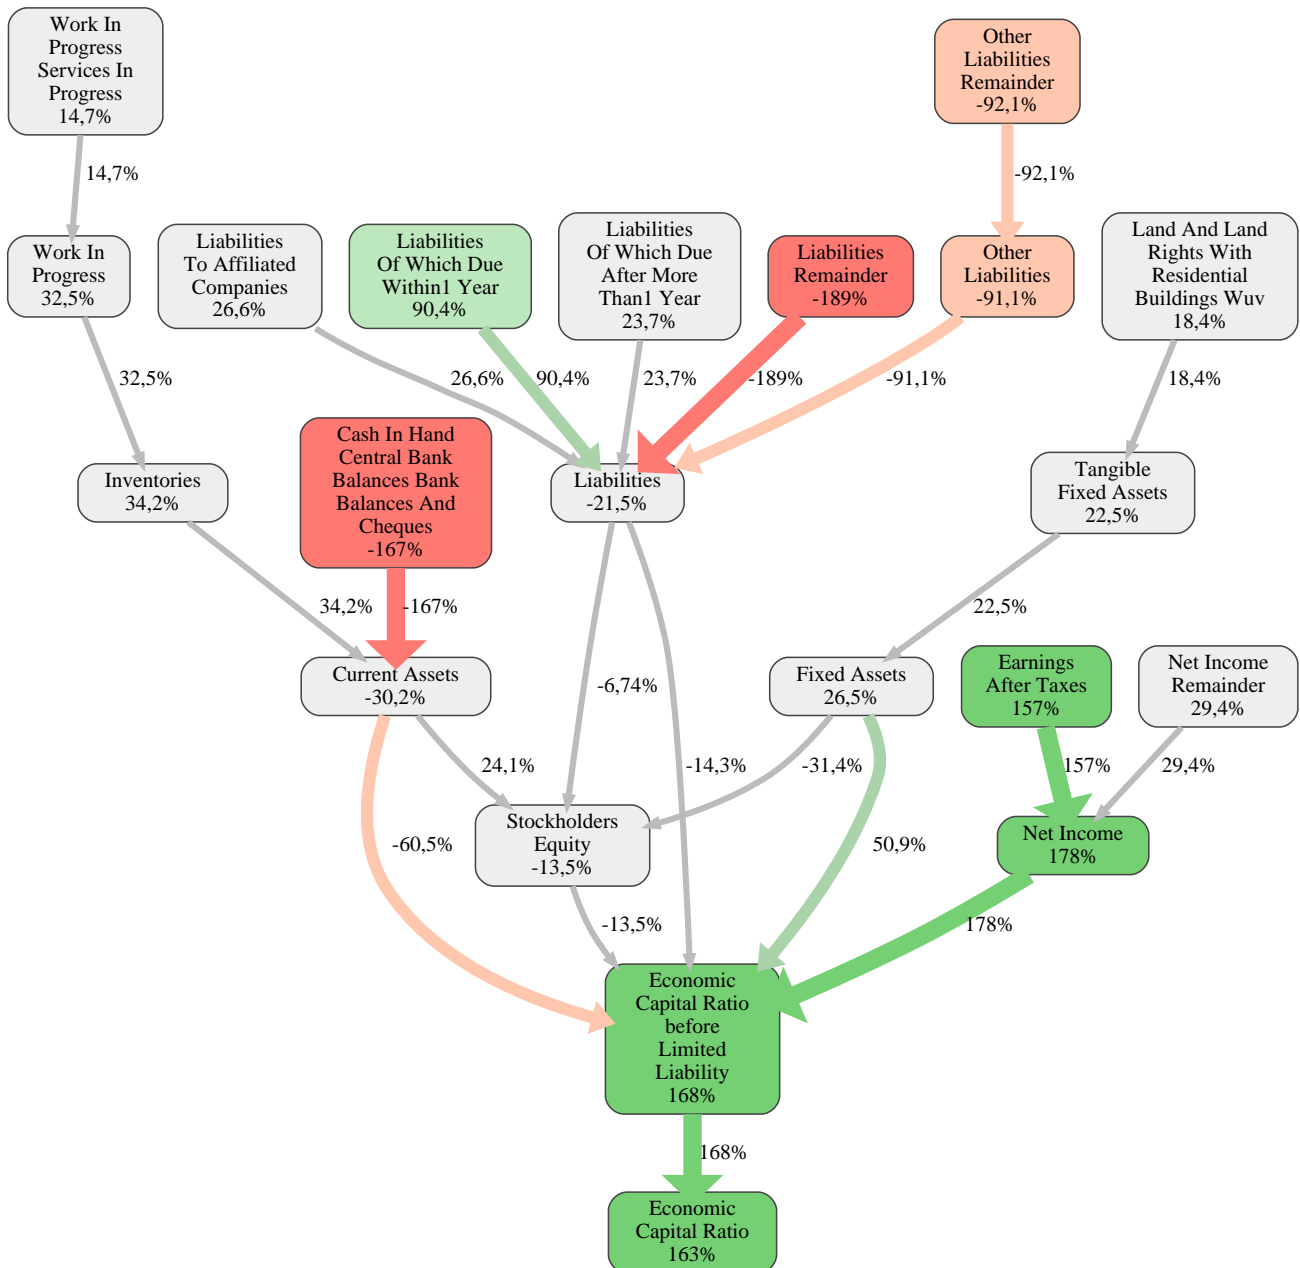 Work In
Progress
Services In
Progress
14,7%
Other
Liabilities
Remainder
-92,1%
14,7%
-92,1%
Work In
Progress
32,5%
Liabilities
To Affiliated
Companies
26,6%
Liabilities
Of Which Due
Within1 Year
90,4%
Liabilities
Of Which Due
After More
Than1 Year
23,7%
Liabilities
Remainder
-189%
Other
Liabilities
-91,1%
Land And Land
Rights With
Residential
Buildings Wuv
18,4%
32,5%
26,6%
90,4%
23,7%
-189%
-91,1%
18,4%
Inventories
34,2%
Cash In Hand
Central Bank
Balances Bank
Balances And
Cheques
-167%
Liabilities
-21,5%
Tangible
Fixed Assets
22,5%
34,2%
-167%
22,5%
Current Assets
-30,2%
-6,74%
Fixed Assets
26,5%
Earnings
After Taxes
157%
Net Income
Remainder
29,4%
24,1%
-14,3%
-31,4%
157%
29,4%
-60,5%
Stockholders
Equity
-13,5%
50,9%
Net Income
178%
-13,5%
178%
Economic
Capital Ratio
before
Limited
Liability
168%
168%
Economic
Capital Ratio
163%